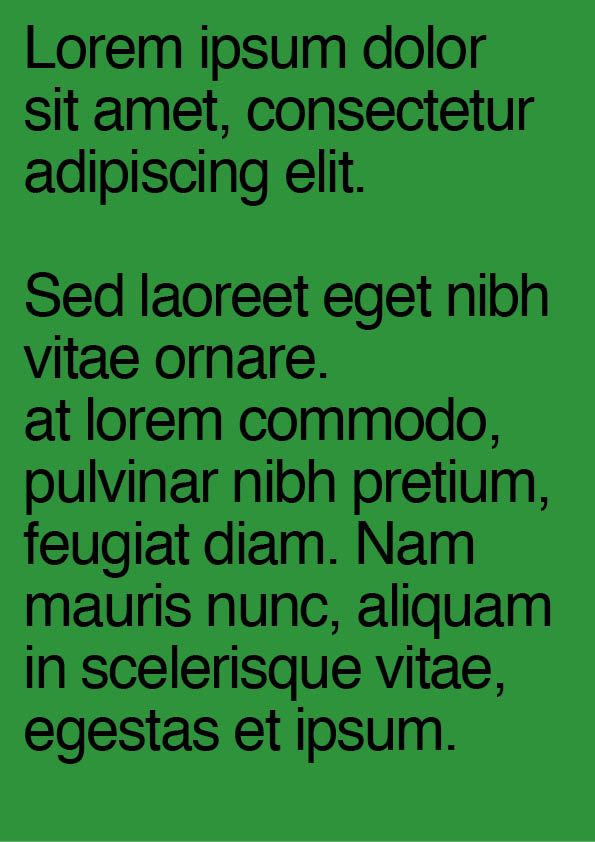 Lorem ipsum dolor
sit amet, consectetur
adipiscing elit.
Sed laoreet eget nibh
vitae ornare.
at lorem commodo,
pulvinar nibh pretium,
feugiat diam. Nam
mauris nunc, aliquam
in scelerisque vitae,
egestas et ipsum.